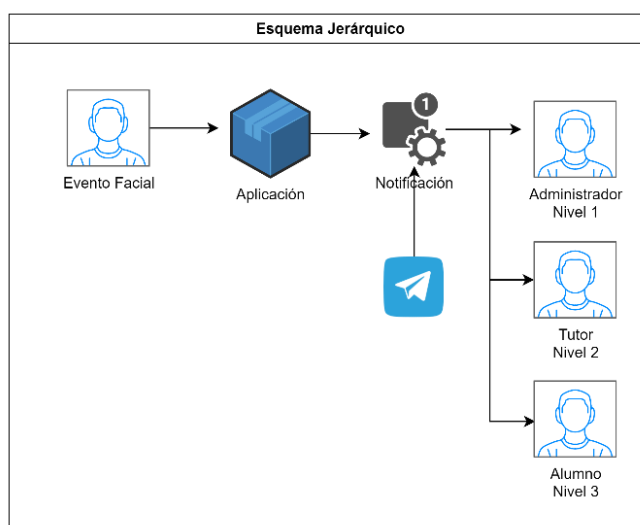 Esquema Jerárquico
1
Evento Facial
Aplicación
Notificación
Administrador
Nivel 1
Tutor
Nivel 2
Alumno
Nivel 3